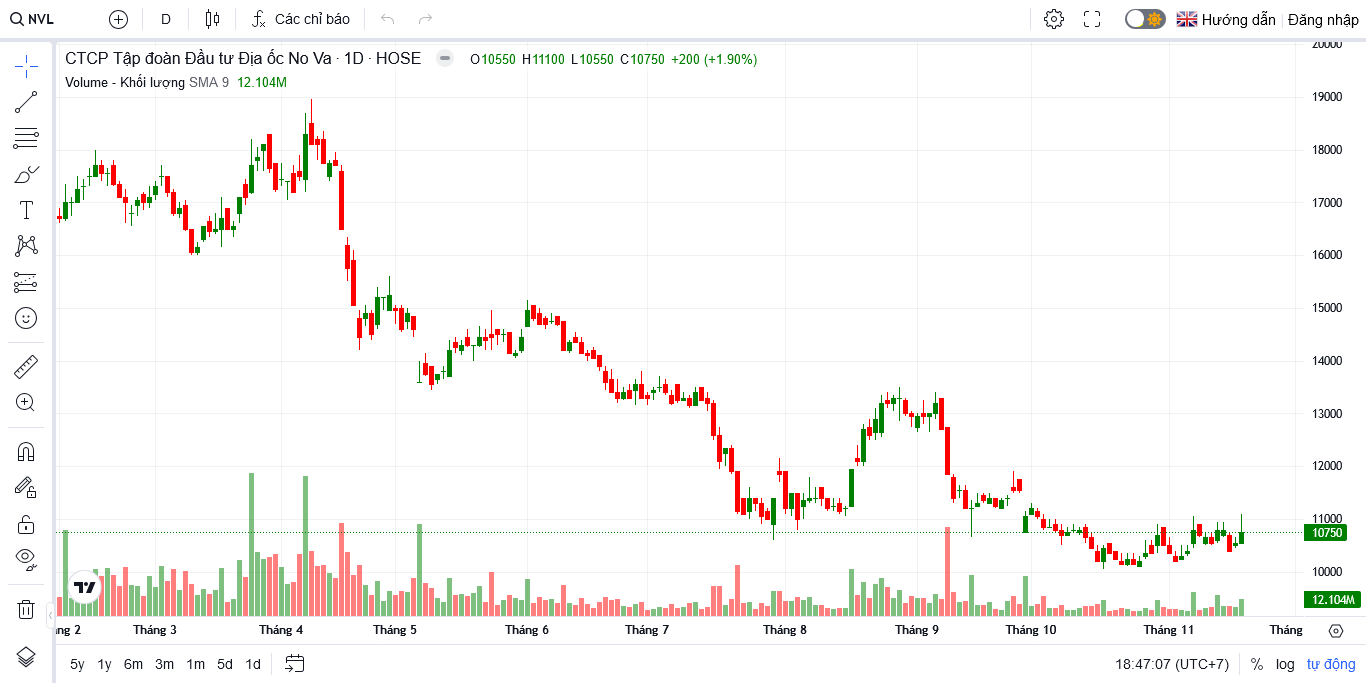 NVL D Các chỉ báo Hướng dẫn Đăng nhập
CTCP Tập đoàn Đầu tư Địa ốc No Va · 1D · HOSE O10550 H11100 L10550 C10750 +200 (+1.90%)
Volume - Khối lượng SMA 9 12.104M
20000
19000
18000
17000
16000
15000
14000
13000
12000
11000
10750
10000
12.104M
ng 2 Tháng 3 Tháng 4 Tháng 5 Tháng 6 Tháng 7 Tháng 8 Tháng 9 Tháng 10 Tháng 11 Tháng
5y 1y 6m 3m 1m 5d 1d 18:47:07 (UTC+7) % log tự động